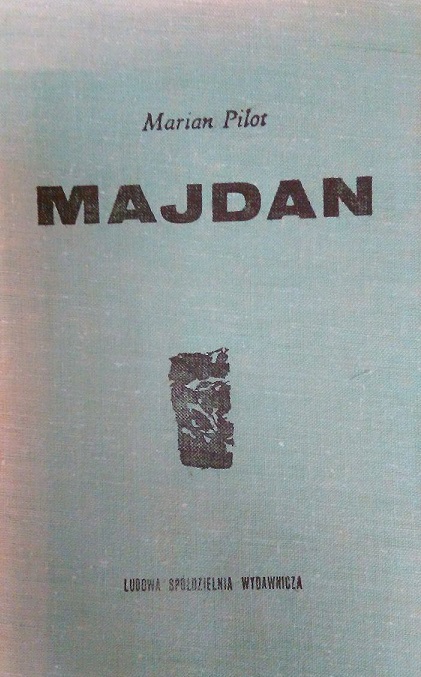 Marian Pilot
MAJDAN
LUDOWA SPÓŁDZIELNIA WYDAWNICZA